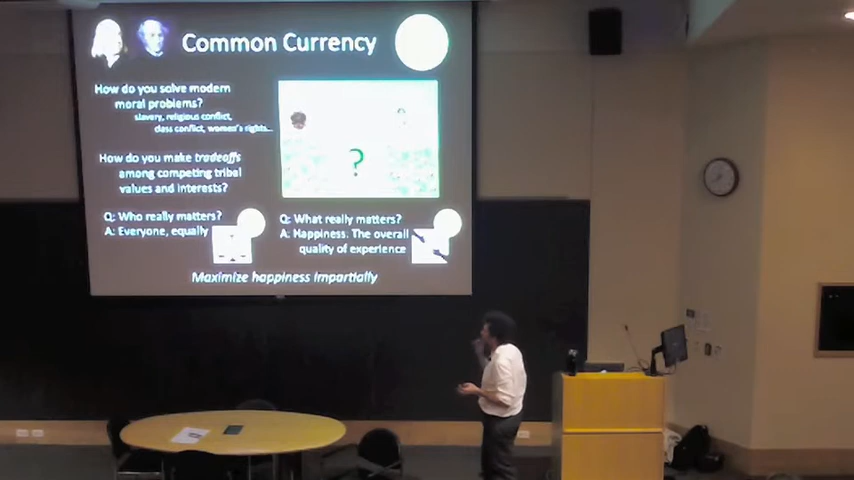 Common Currency
How do you solve modern
moral problems?
slavery, religious conflict,
class conflict, women's rights...
How do you make tradeoffs
among competing tribal
values and interests?
?
Q: Who really matters?
A: Everyone, equally
Q: What really matters?
A: Happiness. The overall
quality of experience
Maximize happiness impartially